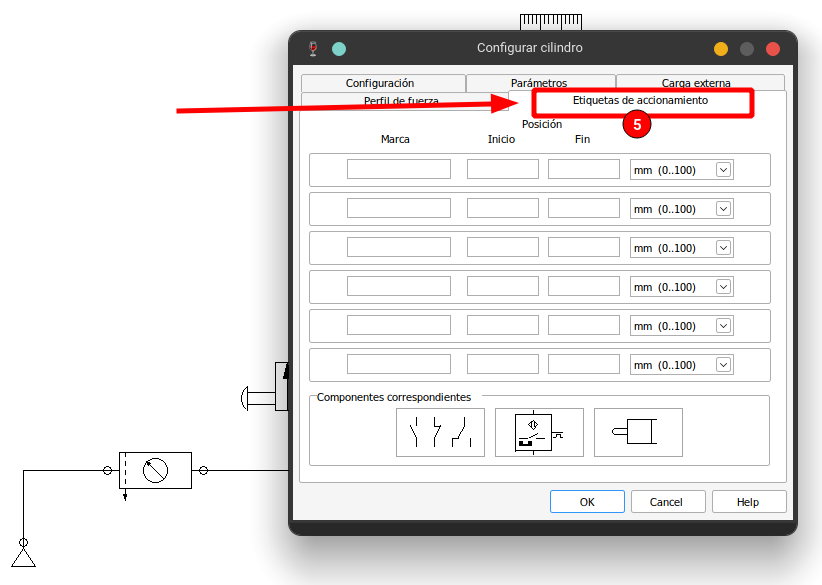 Configurar cilindro
Configuración Parámetros Carga externa
Perfil de fuerza Etiquetas de accionamiento
5
Posición
Marca Inicio Fin
mm (0..100)
mm (0..100)
mm (0..100)
mm (0..100)
mm (0..100)
mm (0..100)
Componentes correspondientes
OK Cancel Help